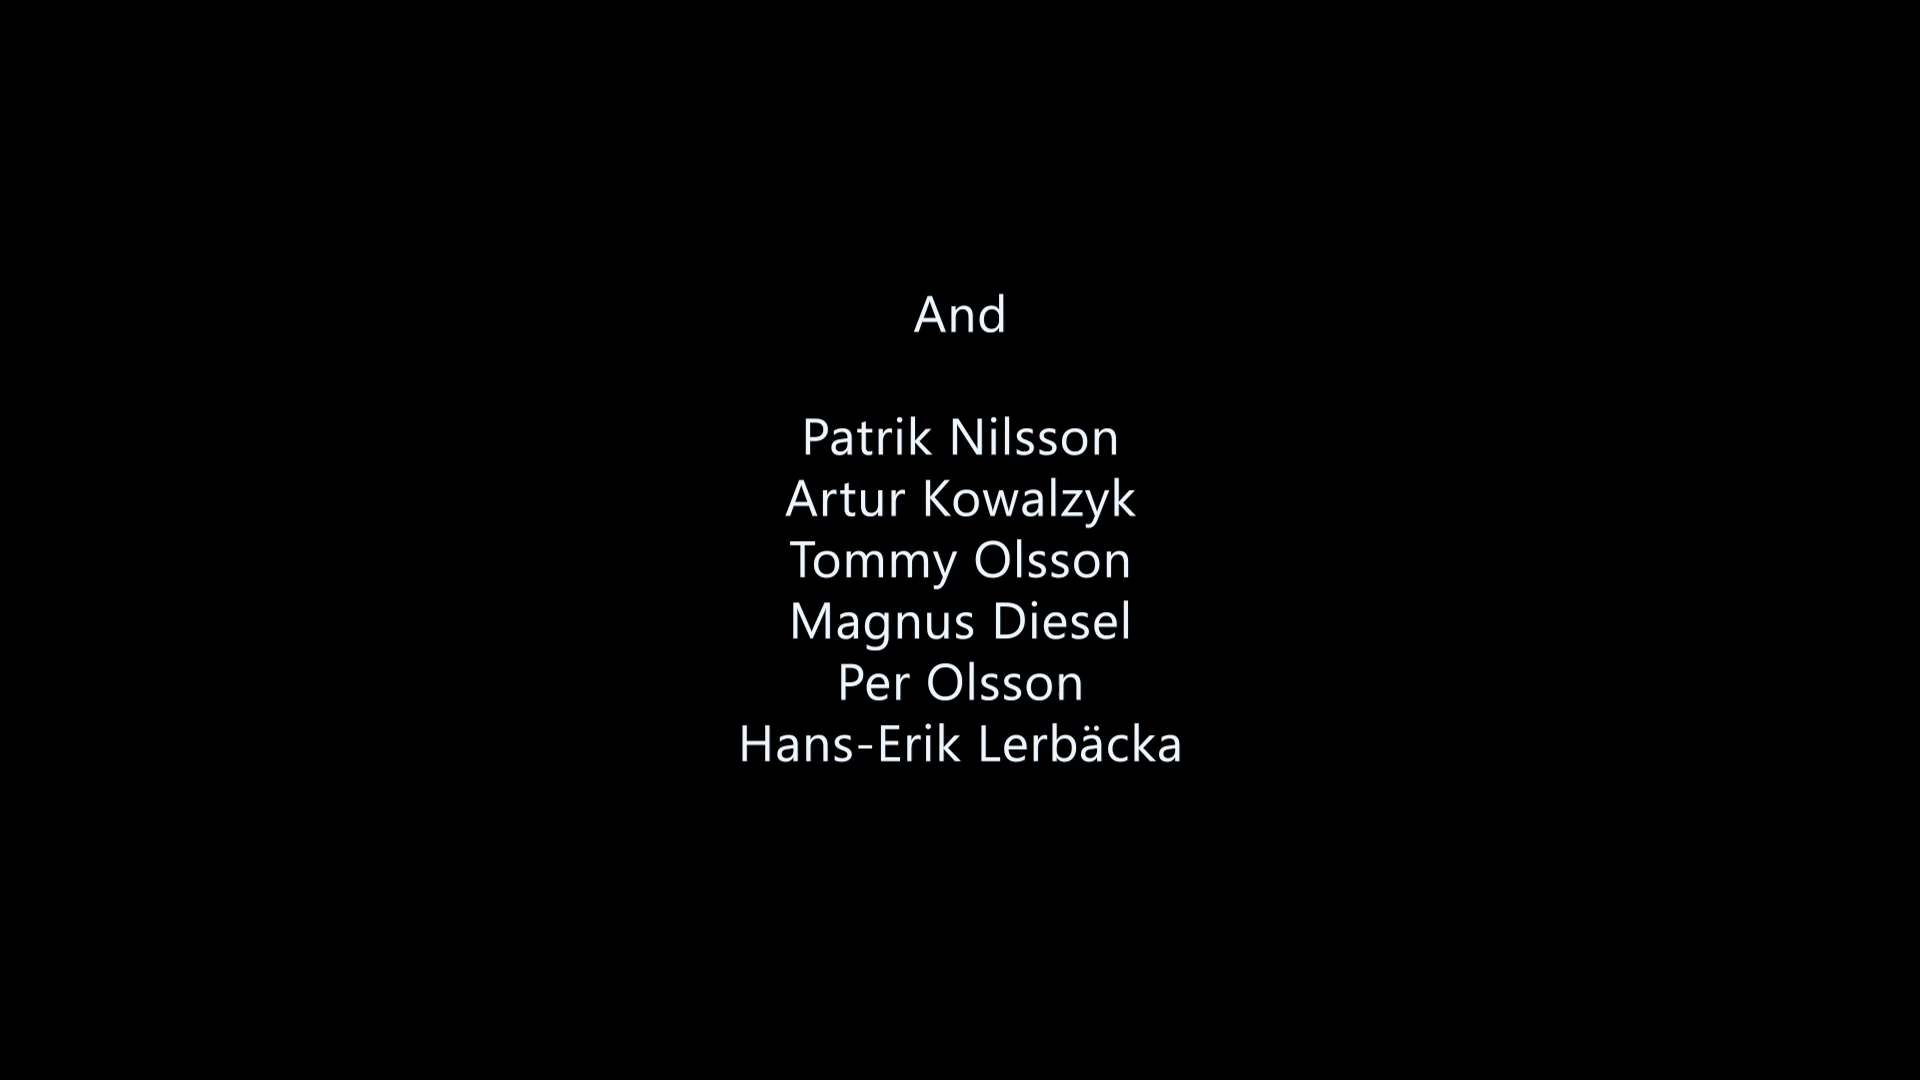 And
Patrik Nilsson
Artur Kowalzyk
Tommy Olsson
Magnus Diesel
Per Olsson
Hans-Erik Lerbäcka